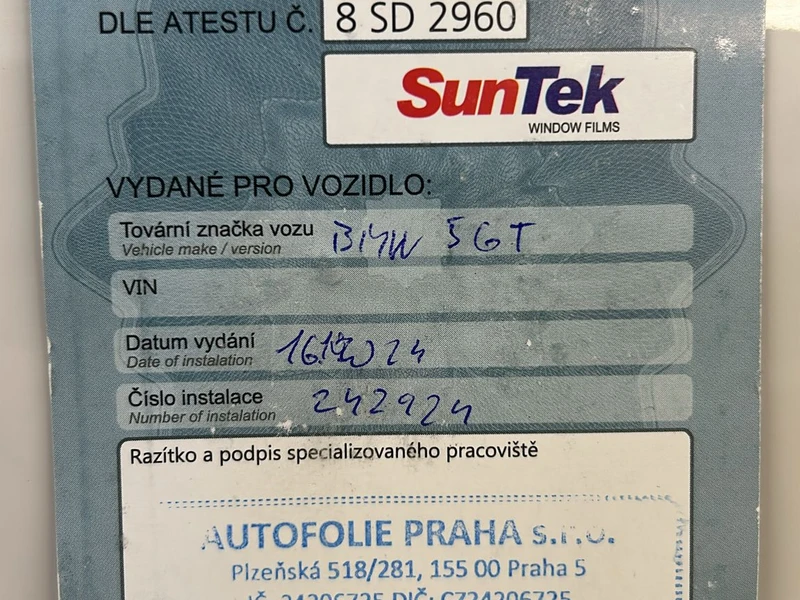 DLE ATESTU Č. 8 SD 2960
SunTek
WINDOW FILMS
VYDANÉ PRO VOZIDLO:
Tovární značka vozu BMW 5GT
Vehicle make / version
VIN
Datum vydání
Date of instalation
Číslo instalace 242924
Number of instalation
Razítko a podpis specializovaného pracoviště
AUTOFOLIE PRAHA s.r.o.
Plzeňská 518/281, 155 00 Praha 5